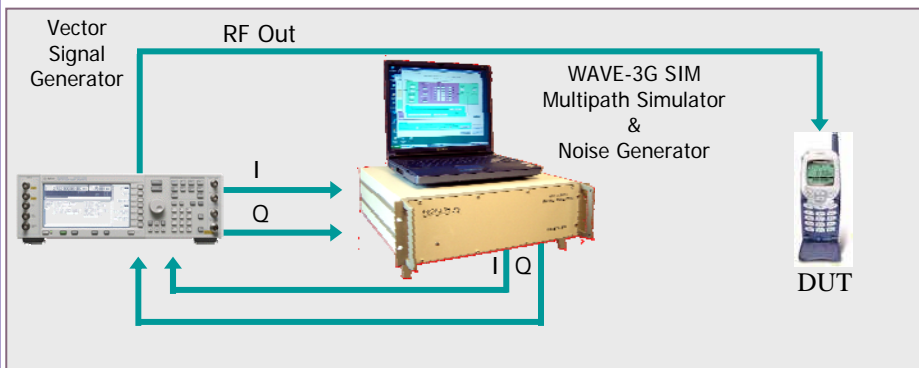 Vector
Signal
Generator
RF Out
WAVE-3G SIM
Multipath Simulator
&
Noise Generator
I
Q
I Q
DUT